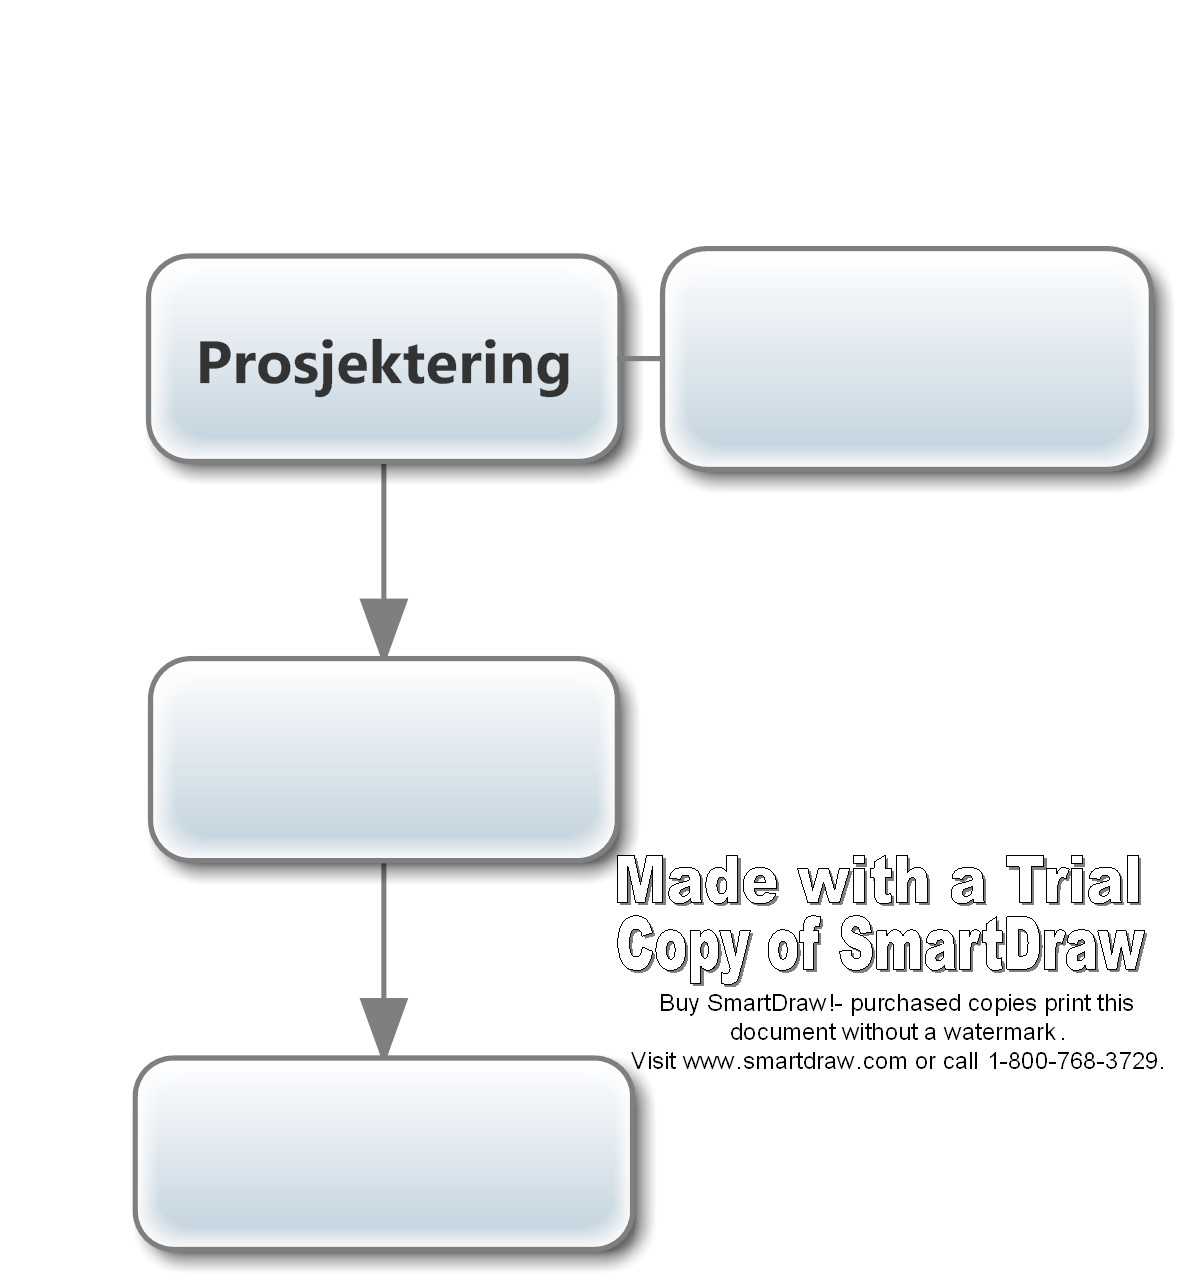 Prosjektering
Made with a Trial
Copy of SmartDraw
Buy SmartDraw!- purchased copies print this
document without a watermark .
Visit www.smartdraw.com or call 1-800-768-3729.